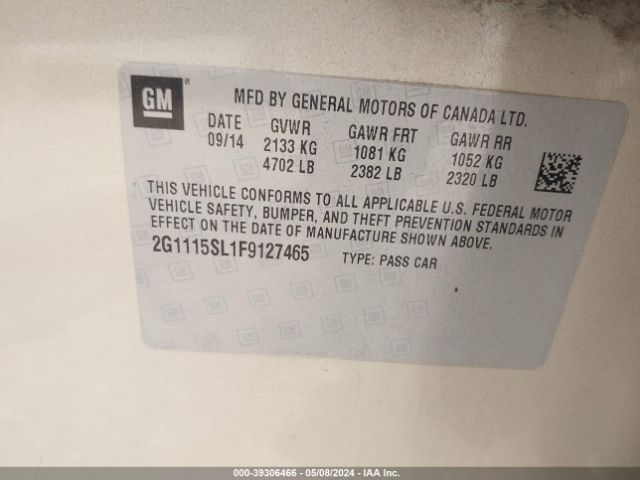 GM ®
MFD BY GENERAL MOTORS OF CANADA LTD.
DATE GVWR GAWR FRT GAWR RR
09/14 2133 KG 1081 KG 1052 KG
4702 LB 2382 LB 2320 LB
THIS VEHICLE CONFORMS TO ALL APPLICABLE U.S. FEDERAL MOTOR
VEHICLE SAFETY, BUMPER, AND THEFT PREVENTION STANDARDS IN
EFFECT ON THE DATE OF MANUFACTURE SHOWN ABOVE.
2G1115SL1F9127465 TYPE: PASS CAR
000-39306466 - 05/08/2024 - IAA Inc.